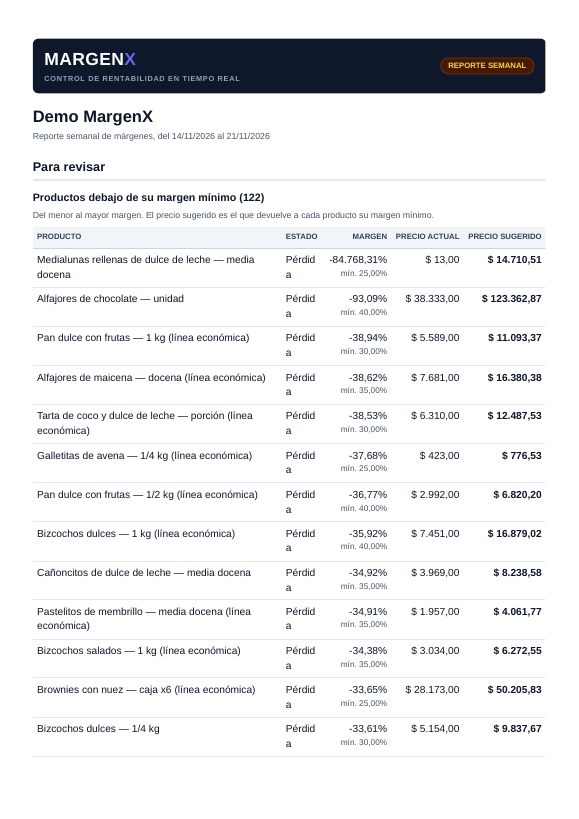 MARGENX
CONTROL DE RENTABILIDAD EN TIEMPO REAL
REPORTE SEMANAL
Demo MargenX
Reporte semanal de márgenes, del 14/11/2026 al 21/11/2026
Para revisar
Productos debajo de su margen mínimo (122)
Del menor al mayor margen. El precio sugerido es el que devuelve a cada producto su margen mínimo.
PRODUCTO ESTADO MARGEN PRECIO ACTUAL PRECIO SUGERIDO
Medialunas rellenas de dulce de leche — media Pérdid -84.768,31% $ 13,00 $ 14.710,51
docena a mín. 25,00%
Alfajores de chocolate — unidad Pérdid -93,09% $ 38.333,00 $ 123.362,87
a mín. 40,00%
Pan dulce con frutas — 1 kg (línea económica) Pérdid -38,94% $ 5.589,00 $ 11.093,37
a mín. 30,00%
Alfajores de maicena — docena (línea económica) Pérdid -38,62% $ 7.681,00 $ 16.380,38
a mín. 35,00%
Tarta de coco y dulce de leche — porción (línea Pérdid -38,53% $ 6.310,00 $ 12.487,53
económica) a mín. 30,00%
Galletitas de avena — 1/4 kg (línea económica) Pérdid -37,68% $ 423,00 $ 776,53
a mín. 25,00%
Pan dulce con frutas — 1/2 kg (línea económica) Pérdid -36,77% $ 2.992,00 $ 6.820,20
a mín. 40,00%
Bizcochos dulces — 1 kg (línea económica) Pérdid -35,92% $ 7.451,00 $ 16.879,02
a mín. 40,00%
Cañoncitos de dulce de leche — media docena Pérdid -34,92% $ 3.969,00 $ 8.238,58
a mín. 35,00%
Pastelitos de membrillo — media docena (línea Pérdid -34,91% $ 1.957,00 $ 4.061,77
económica) a mín. 35,00%
Bizcochos salados — 1 kg (línea económica) Pérdid -34,38% $ 3.034,00 $ 6.272,55
a mín. 35,00%
Brownies con nuez — caja x6 (línea económica) Pérdid -33,65% $ 28.173,00 $ 50.205,83
a mín. 25,00%
Bizcochos dulces — 1/4 kg Pérdid -33,61% $ 5.154,00 $ 9.837,67
a mín. 30,00%